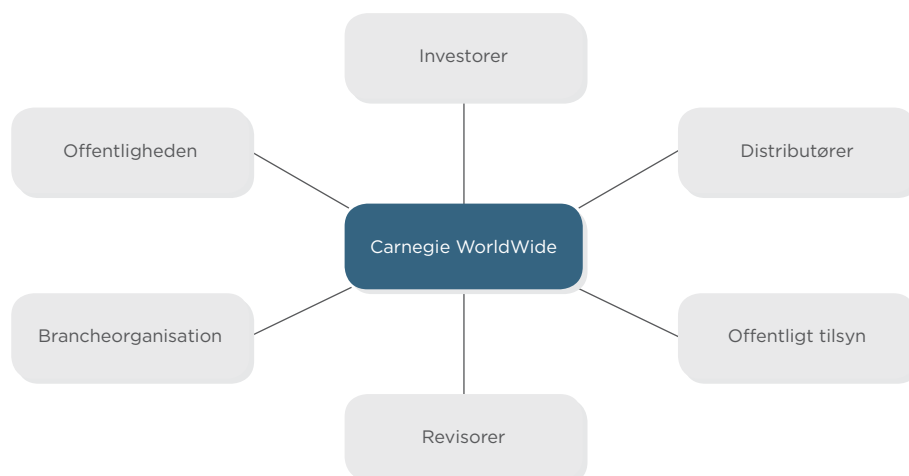 Investorer
Offentligheden
Distributører
Carnegie WorldWide
Brancheorganisation
Offentligt tilsyn
Revisorer